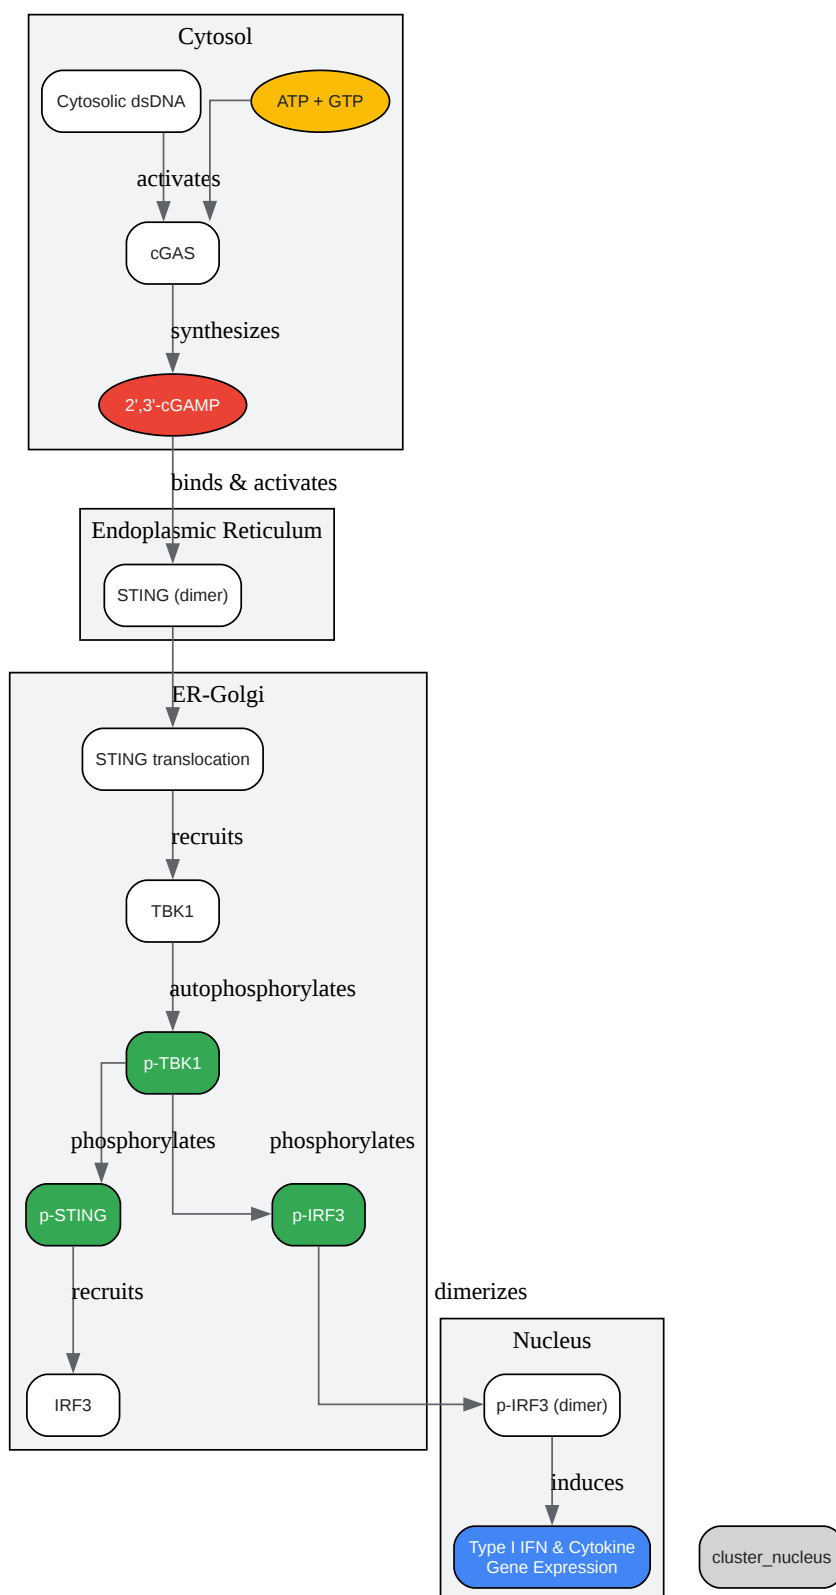 Cytosol
Cytosolic dsDNA
ATP + GTP
activates
cGAS
synthesizes
2',3'-cGAMP
binds & activates
Endoplasmic Reticulum
STING (dimer)
ER-Golgi
STING translocation
recruits
TBK1
autophosphorylates
p-TBK1
phosphorylates
phosphorylates
p-STING
p-IRF3
recruits
dimerizes
Nucleus
IRF3
p-IRF3 (dimer)
induces
Type I IFN & Cytokine
Gene Expression
cluster_nucleus